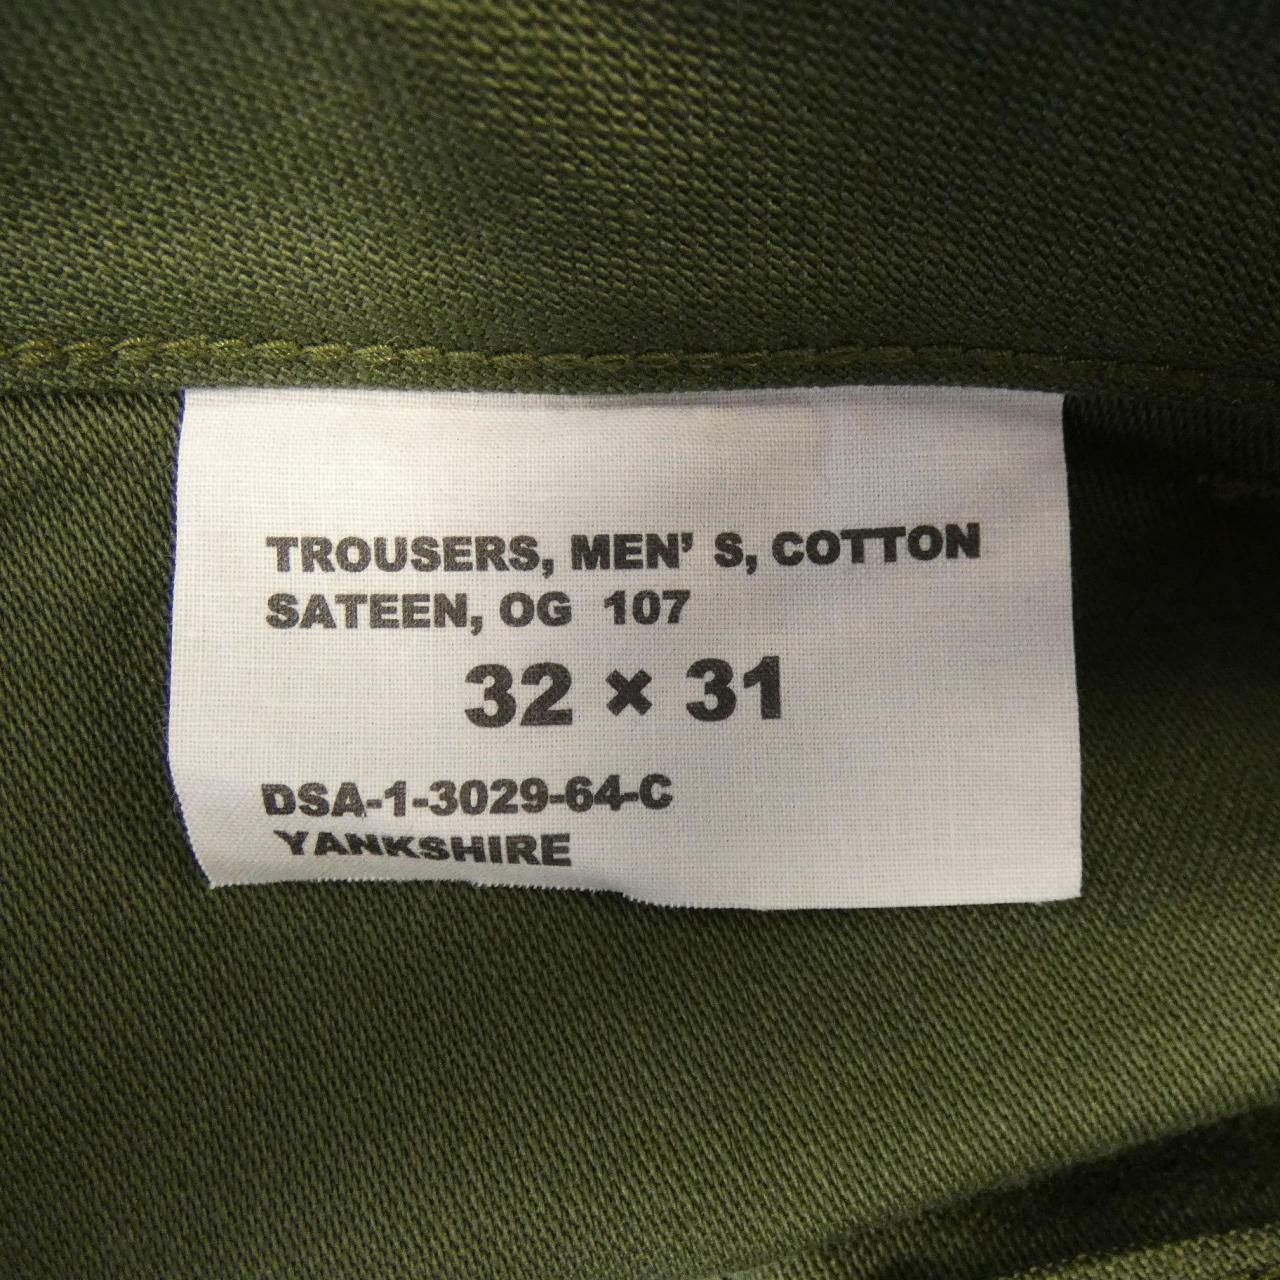 TROUSERS, MEN' S, COTTON
SATEEN, OG 107
32 × 31
DSA-1-3029-64-C
YANKSHIRE